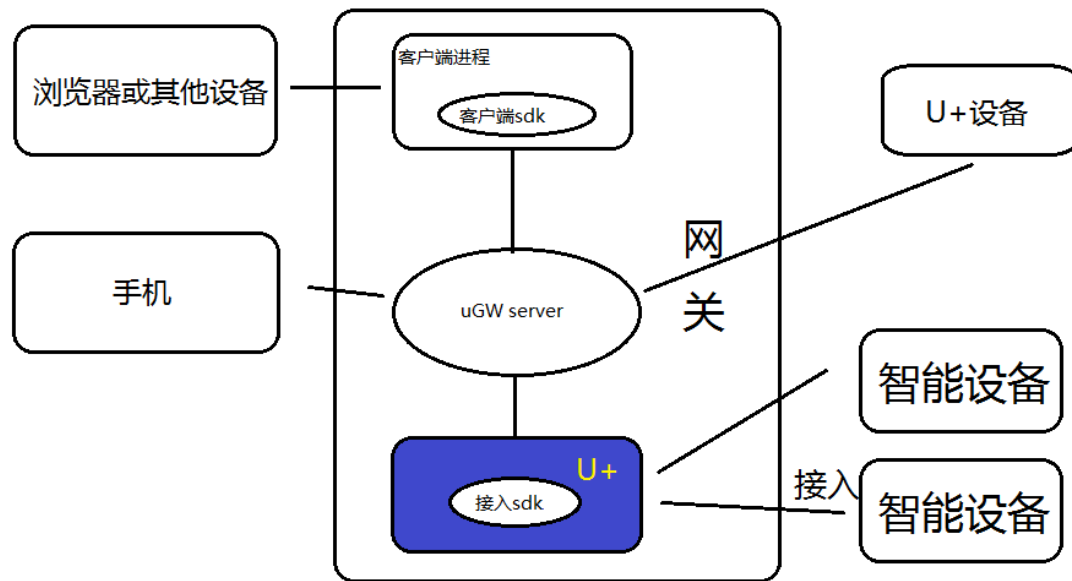 浏览器或其他设备
客户端进程
客户端sdk
U+设备
手机
uGW server
网
关
智能设备
U+
接入sdk
接入
智能设备